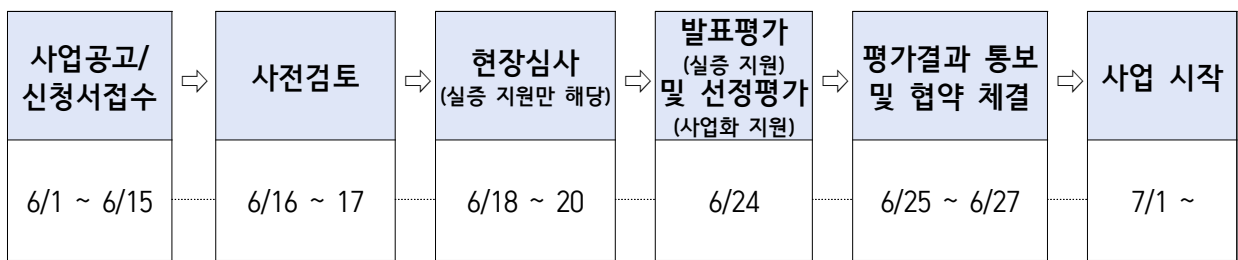 사업공고/
신청서접수
⇨
사전검토
⇨
현장심사
(실증 지원만 해당)
⇨
발표평가
(실증 지원)
및 선정평가
(사업화 지원)
⇨
평가결과 통보
및 협약 체결
⇨
사업 시작
6/1 ~ 6/15
6/16 ~ 17
6/18 ~ 20
6/24
6/25 ~ 6/27
7/1 ~